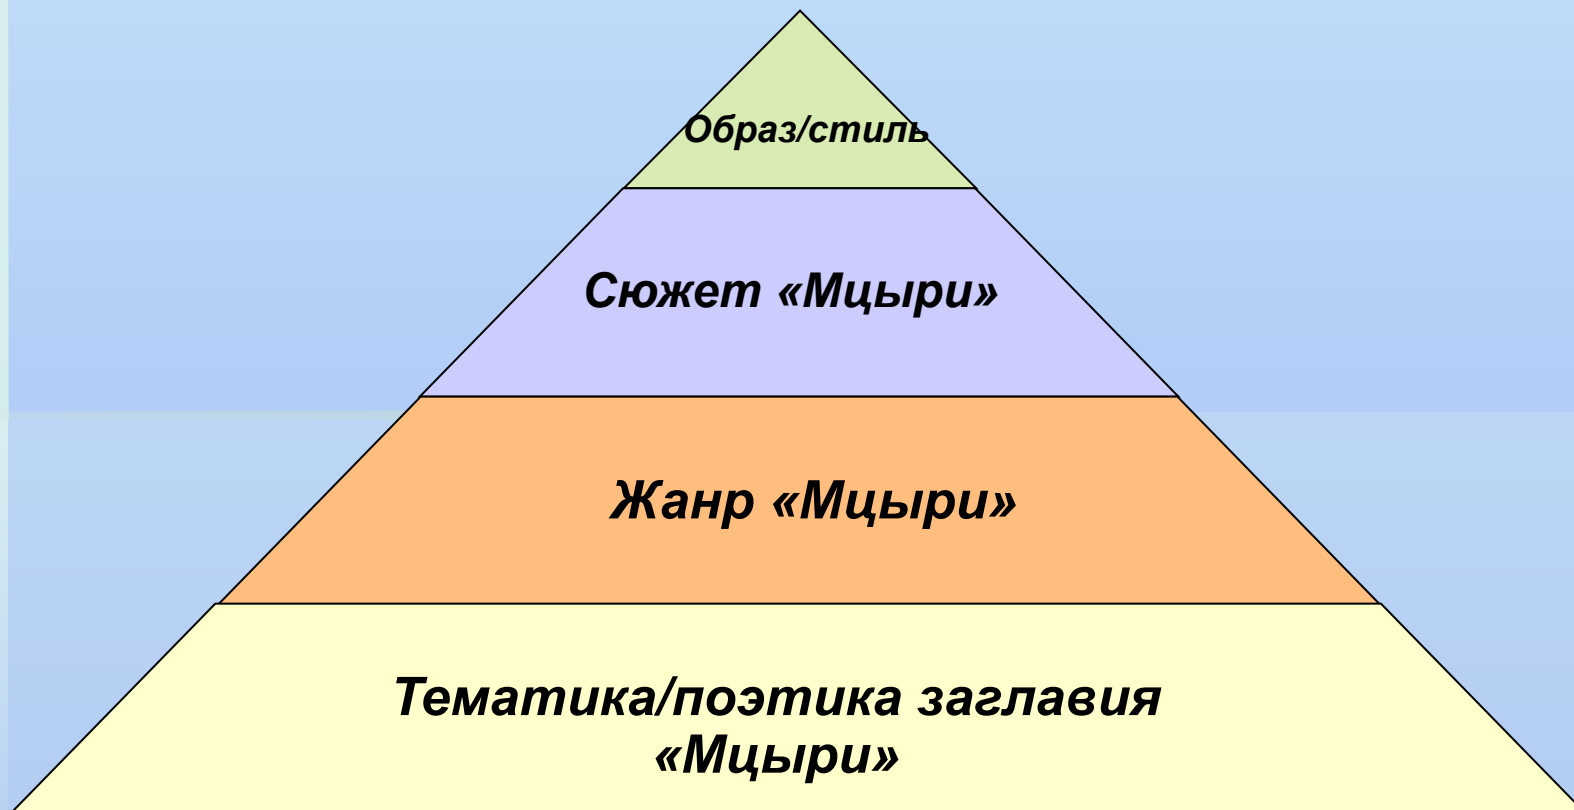 Образ/стиль
Сюжет «Мцыри»
Жанр «Мцыри»
Тематика/поэтика заглавия
«Мцыри»